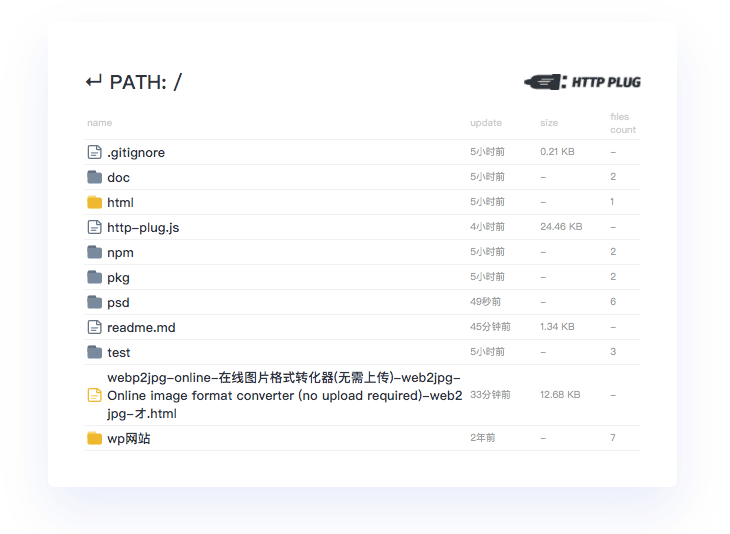 PATH: /
HTTP PLUG
name update size files count
.gitignore 5小时前 0.21 KB –
doc 5小时前 – 2
html 5小时前 – 1
http-plug.js 4小时前 24.46 KB –
npm 5小时前 – 2
pkg 5小时前 – 2
psd 49秒前 – 6
readme.md 45分钟前 1.34 KB –
test 5小时前 – 3
webp2jpg-online-在线图片格式转化器(无需上传)-web2jpg-
Online image format converter (no upload required)-web2 33分钟前 12.68 KB –
jpg-才.html
wp网站 2年前 – 7